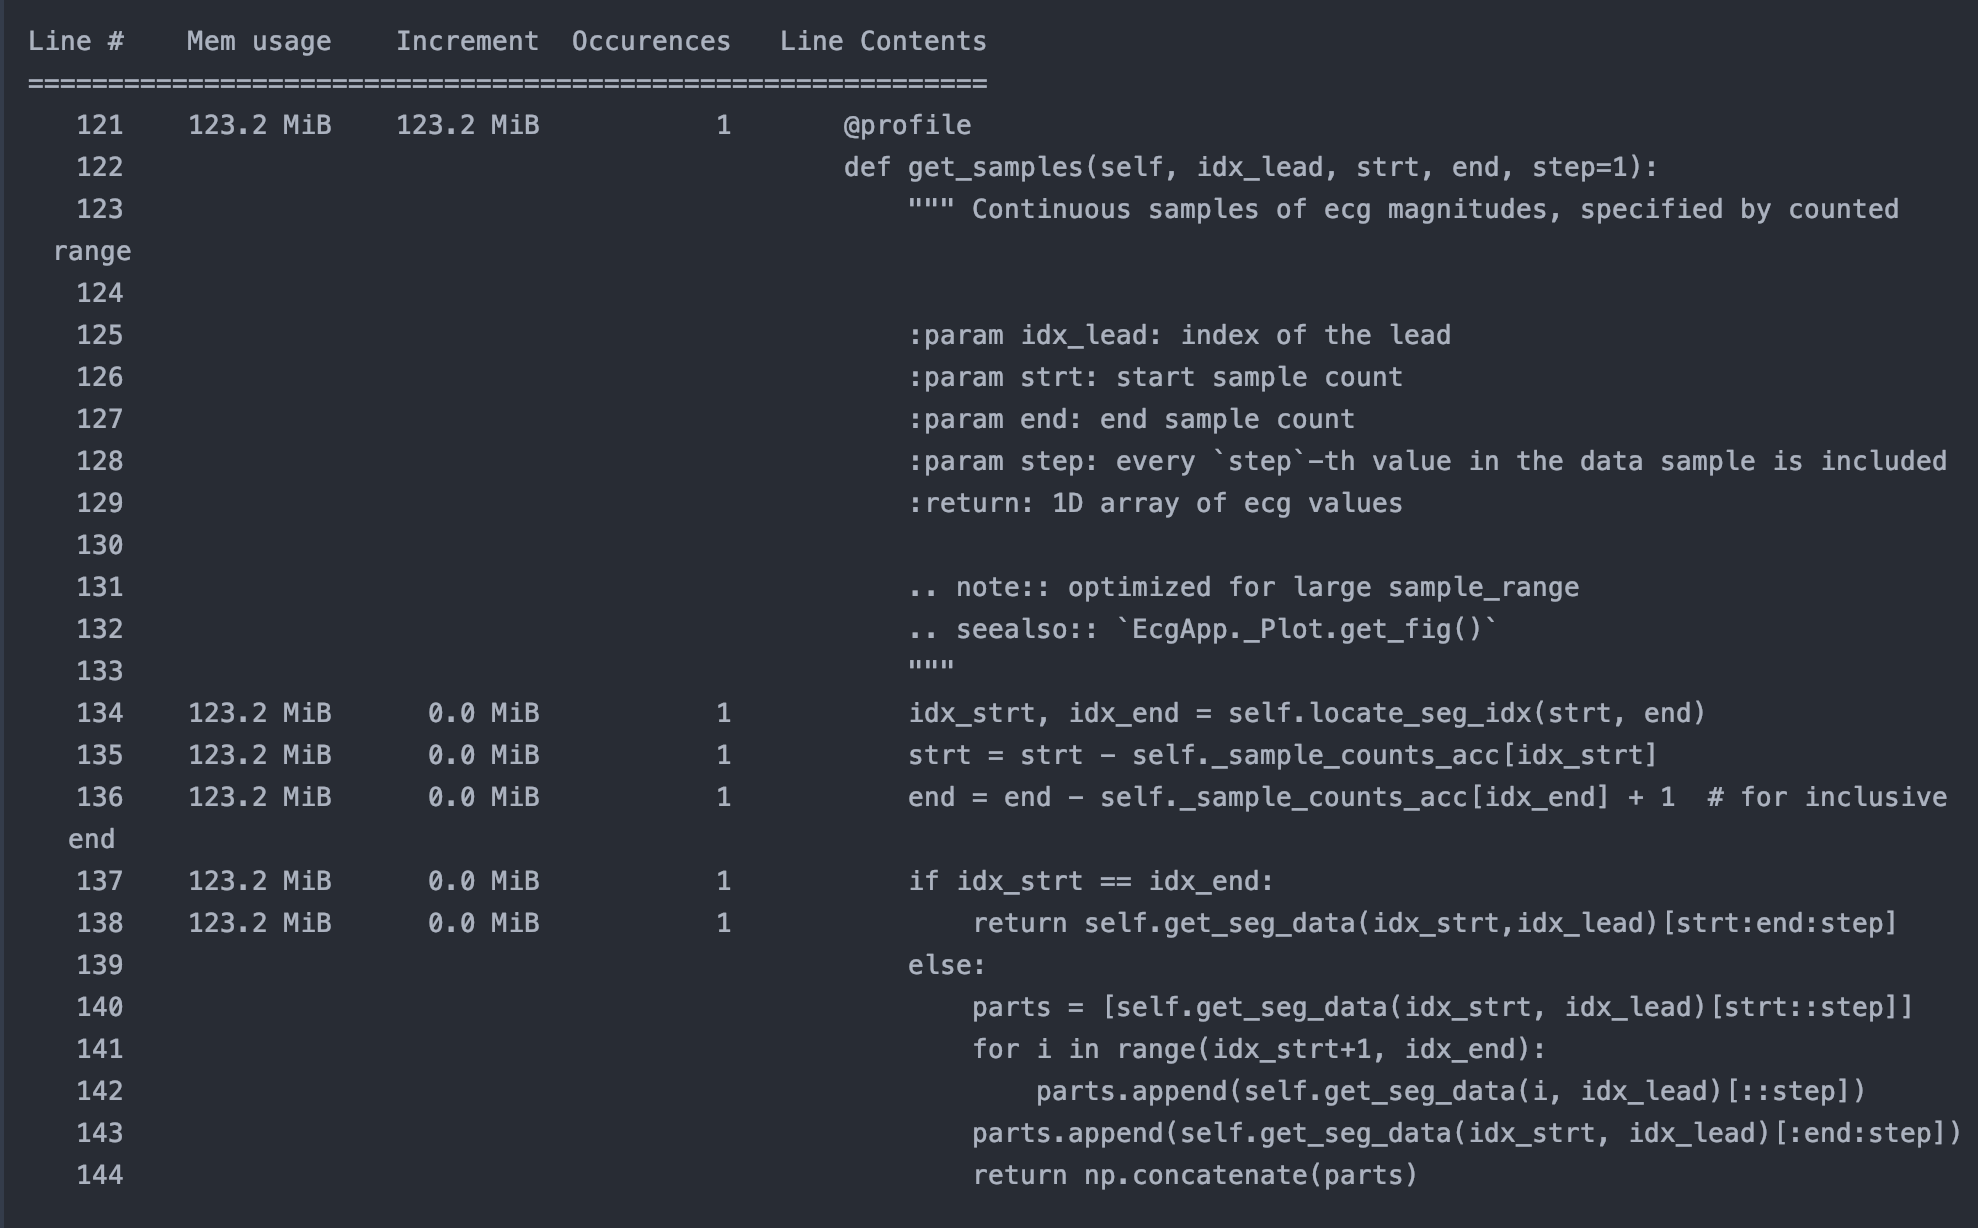 Line #    Mem usage    Increment  Occurences   Line Contents
============================================================
   121    123.2 MiB    123.2 MiB           1       @profile
   122                                             def get_samples(self, idx_lead, strt, end, step=1):
   123                                                 """ Continuous samples of ecg magnitudes, specified by counted
range
   124
   125                                                 :param idx_lead: index of the lead
   126                                                 :param strt: start sample count
   127                                                 :param end: end sample count
   128                                                 :param step: every `step`-th value in the data sample is included
   129                                                 :return: 1D array of ecg values
   130
   131                                                 .. note:: optimized for large sample_range
   132                                                 .. seealso:: `EcgApp._Plot.get_fig()`
   133                                                 """
   134    123.2 MiB      0.0 MiB           1           idx_strt, idx_end = self.locate_seg_idx(strt, end)
   135    123.2 MiB      0.0 MiB           1           strt = strt - self._sample_counts_acc[idx_strt]
   136    123.2 MiB      0.0 MiB           1           end = end - self._sample_counts_acc[idx_end] + 1  # for inclusive
end
   137    123.2 MiB      0.0 MiB           1           if idx_strt == idx_end:
   138    123.2 MiB      0.0 MiB           1               return self.get_seg_data(idx_strt,idx_lead)[strt:end:step]
   139                                                 else:
   140                                                     parts = [self.get_seg_data(idx_strt, idx_lead)[strt::step]]
   141                                                     for i in range(idx_strt+1, idx_end):
   142                                                         parts.append(self.get_seg_data(i, idx_lead)[::step])
   143                                                     parts.append(self.get_seg_data(idx_strt, idx_lead)[:end:step])
   144                                                     return np.concatenate(parts)